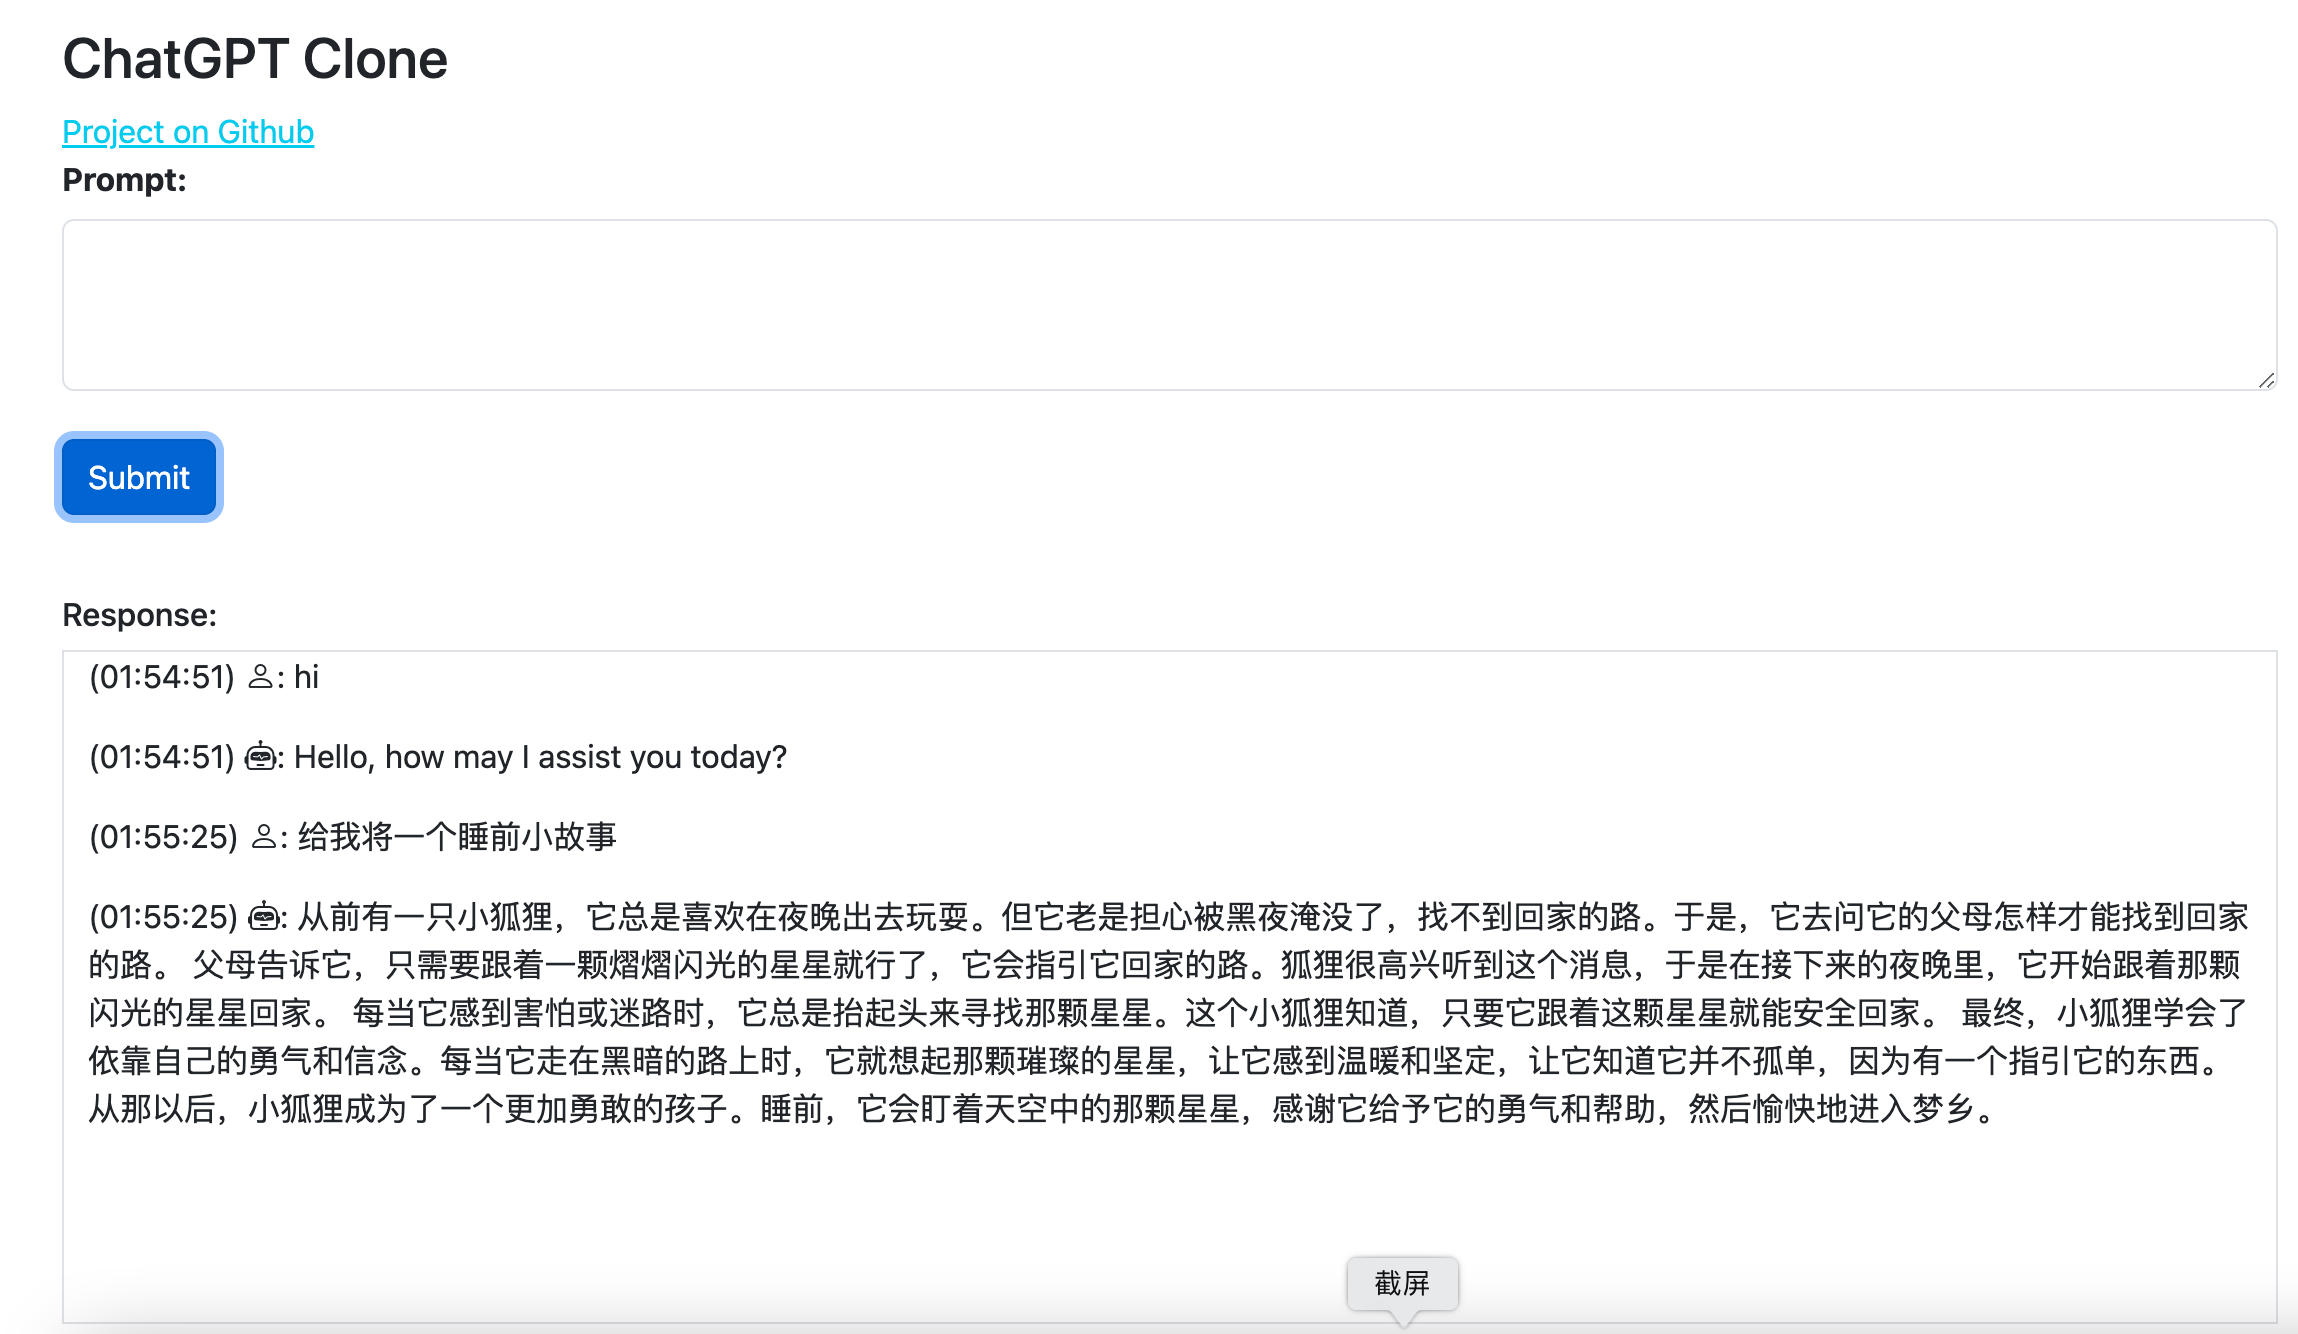 ChatGPT Clone
Project on Github
Prompt:
Submit
Response:
(01:54:51) : hi
(01:54:51) : Hello, how may I assist you today?
(01:55:25) : 给我将一个睡前小故事
(01:55:25) : 从前有一只小狐狸，它总是喜欢在夜晚出去玩耍。但它老是担心被黑夜淹没了，找不到回家的路。于是，它去问它的父母怎样才能找到回家
的路。 父母告诉它，只需要跟着一颗熠熠闪光的星星就行了，它会指引它回家的路。狐狸很高兴听到这个消息，于是在接下来的夜晚里，它开始跟着那颗
闪光的星星回家。 每当它感到害怕或迷路时，它总是抬起头来寻找那颗星星。这个小狐狸知道，只要它跟着这颗星星就能安全回家。 最终，小狐狸学会了
依靠自己的勇气和信念。每当它走在黑暗的路上时，它就想起那颗璀璨的星星，让它感到温暖和坚定，让它知道它并不孤单，因为有一个指引它的东西。
从那以后，小狐狸成为了一个更加勇敢的孩子。睡前，它会盯着天空中的那颗星星，感谢它给予它的勇气和帮助，然后愉快地进入梦乡。
截屏